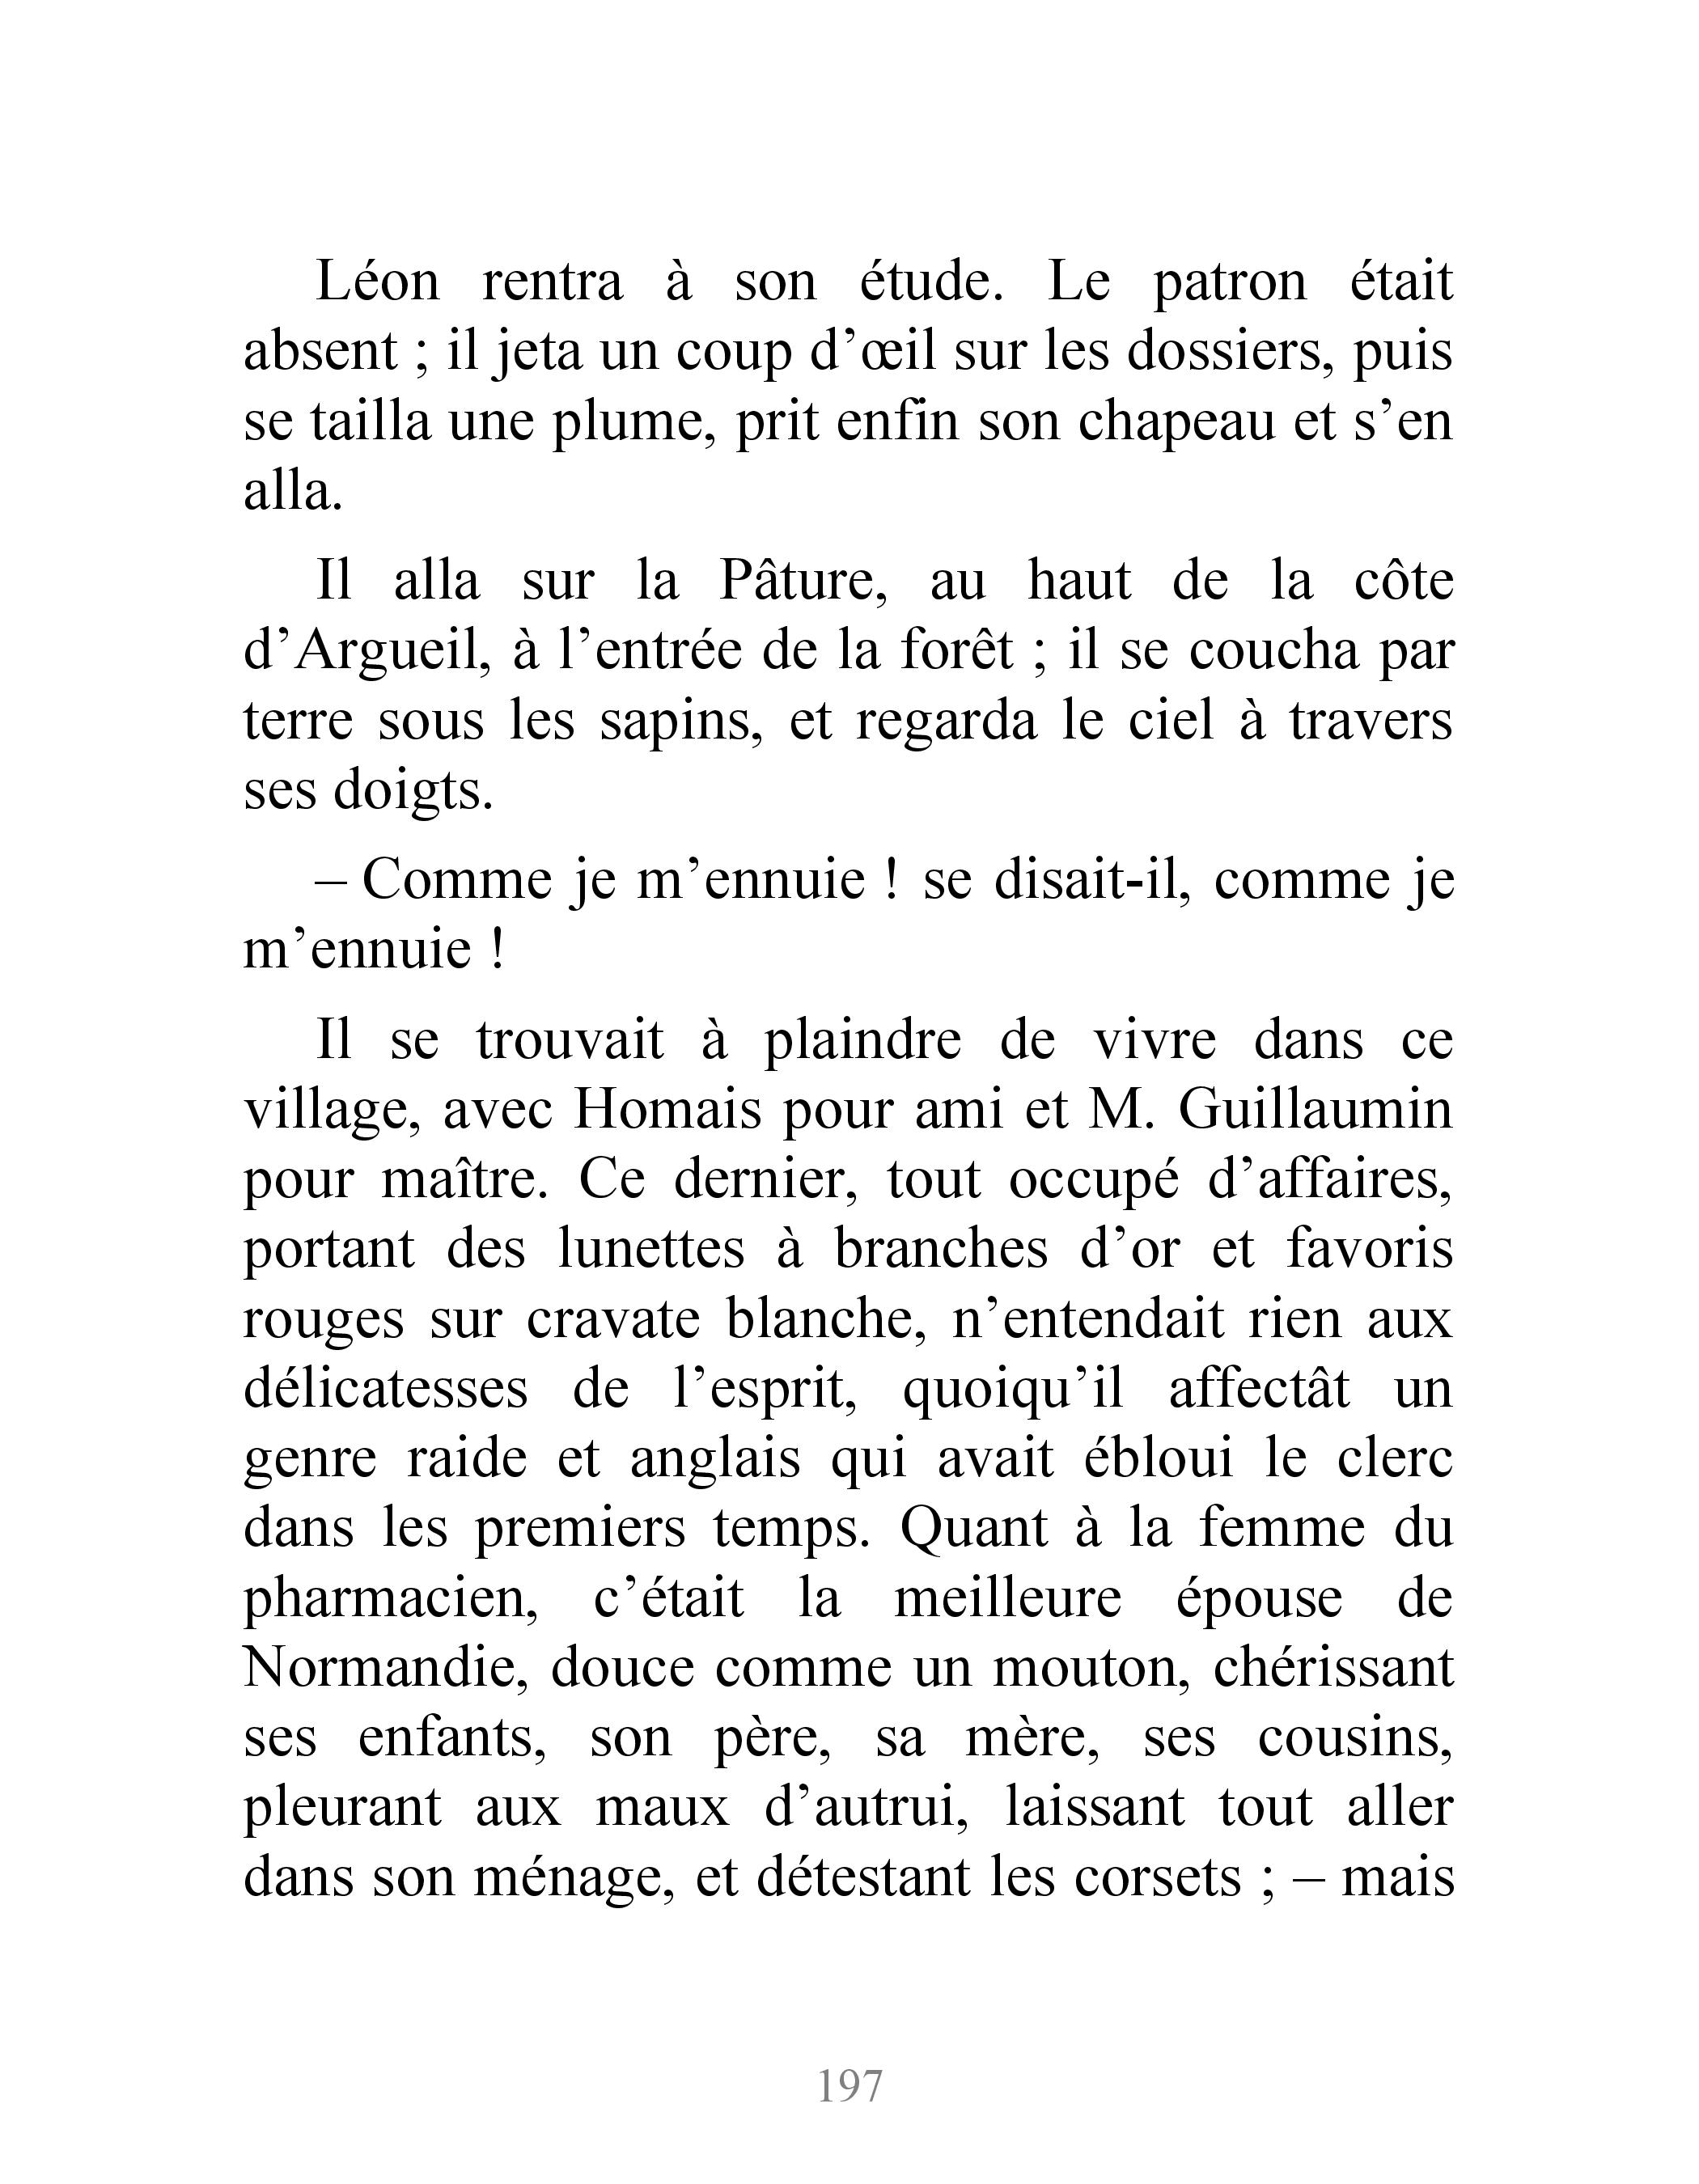 Léon rentra à son étude. Le patron était
absent ; il jeta un coup d’œil sur les dossiers, puis
se tailla une plume, prit enfin son chapeau et s’en
alla.
Il alla sur la Pâture, au haut de la côte
d’Argueil, à l’entrée de la forêt ; il se coucha par
terre sous les sapins, et regarda le ciel à travers
ses doigts.
– Comme je m’ennuie ! se disait-il, comme je
m’ennuie !
Il se trouvait à plaindre de vivre dans ce
village, avec Homais pour ami et M. Guillaumin
pour maître. Ce dernier, tout occupé d’affaires,
portant des lunettes à branches d’or et favoris
rouges sur cravate blanche, n’entendait rien aux
délicatesses de l’esprit, quoiqu’il affectât un
genre raide et anglais qui avait ébloui le clerc
dans les premiers temps. Quant à la femme du
pharmacien, c’était la meilleure épouse de
Normandie, douce comme un mouton, chérissant
ses enfants, son père, sa mère, ses cousins,
pleurant aux maux d’autrui, laissant tout aller
dans son ménage, et détestant les corsets ; – mais
197